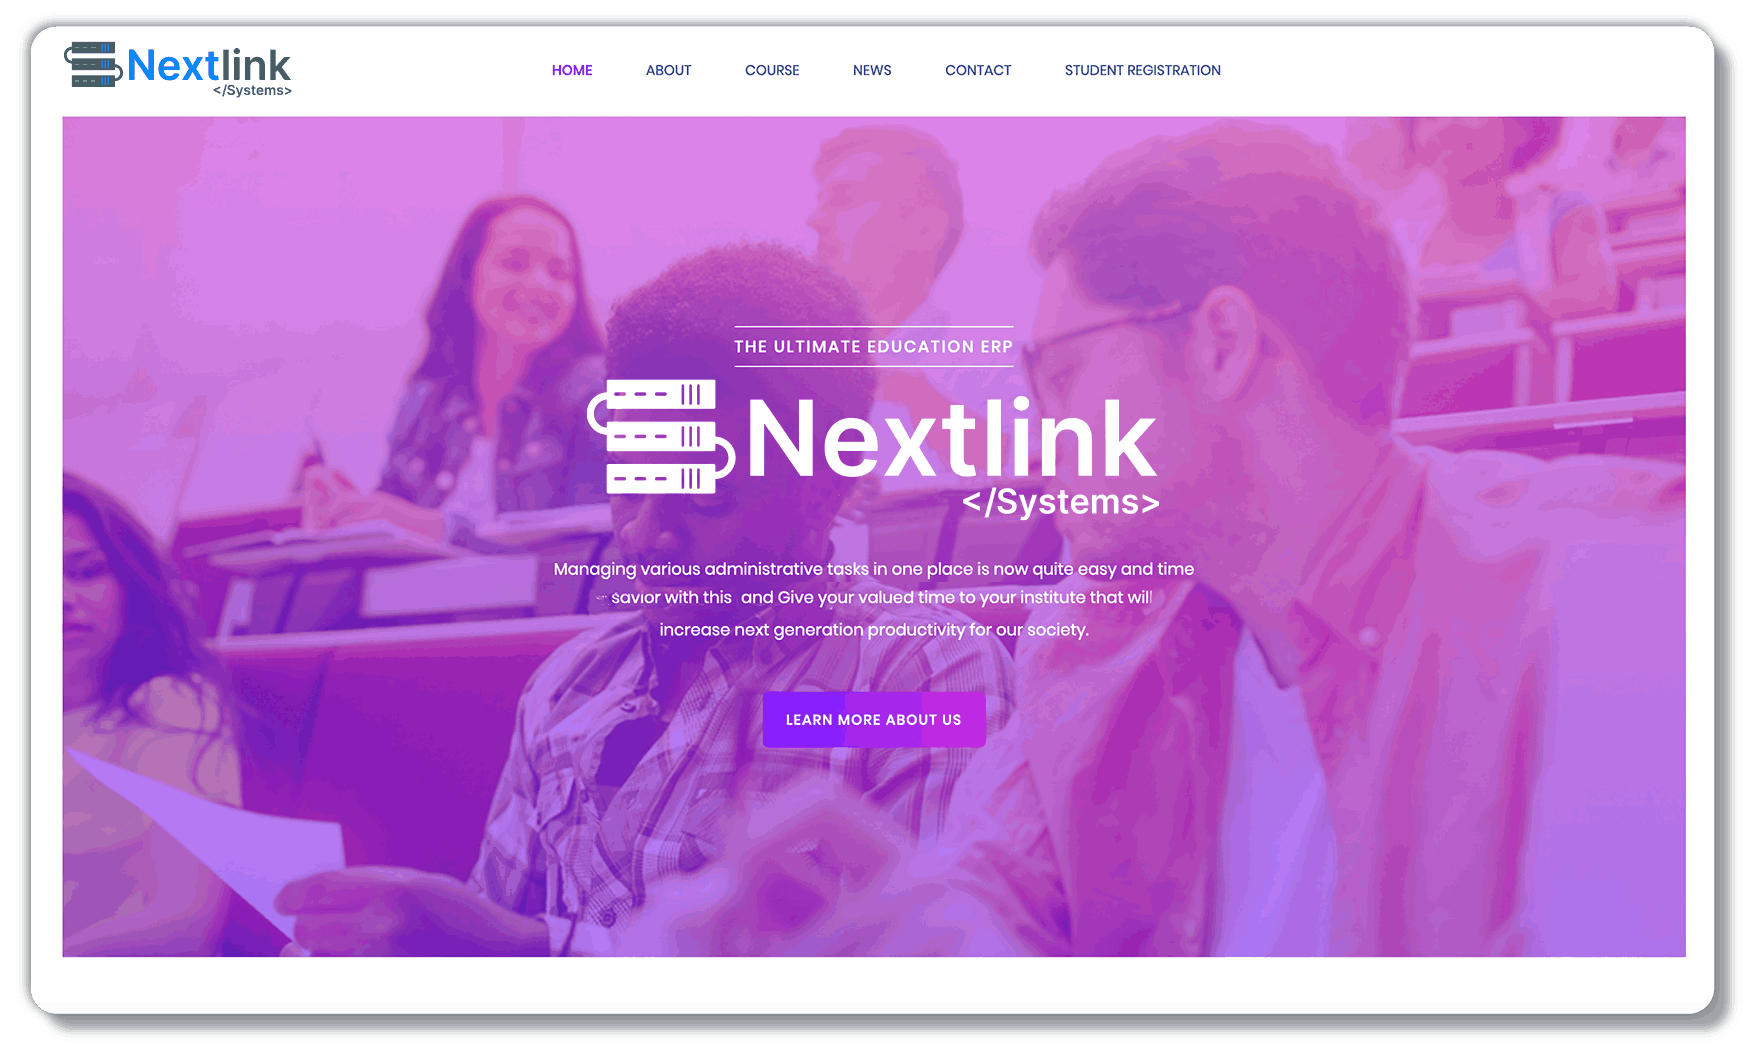 Nextlink
</Systems>
HOME ABOUT COURSE NEWS CONTACT STUDENT REGISTRATION
THE ULTIMATE EDUCATION ERP
Nextlink
</Systems>
Managing various administrative tasks in one place is now quite easy and time
savior with this and Give your valued time to your institute that will
increase next generation productivity for our society.
LEARN MORE ABOUT US